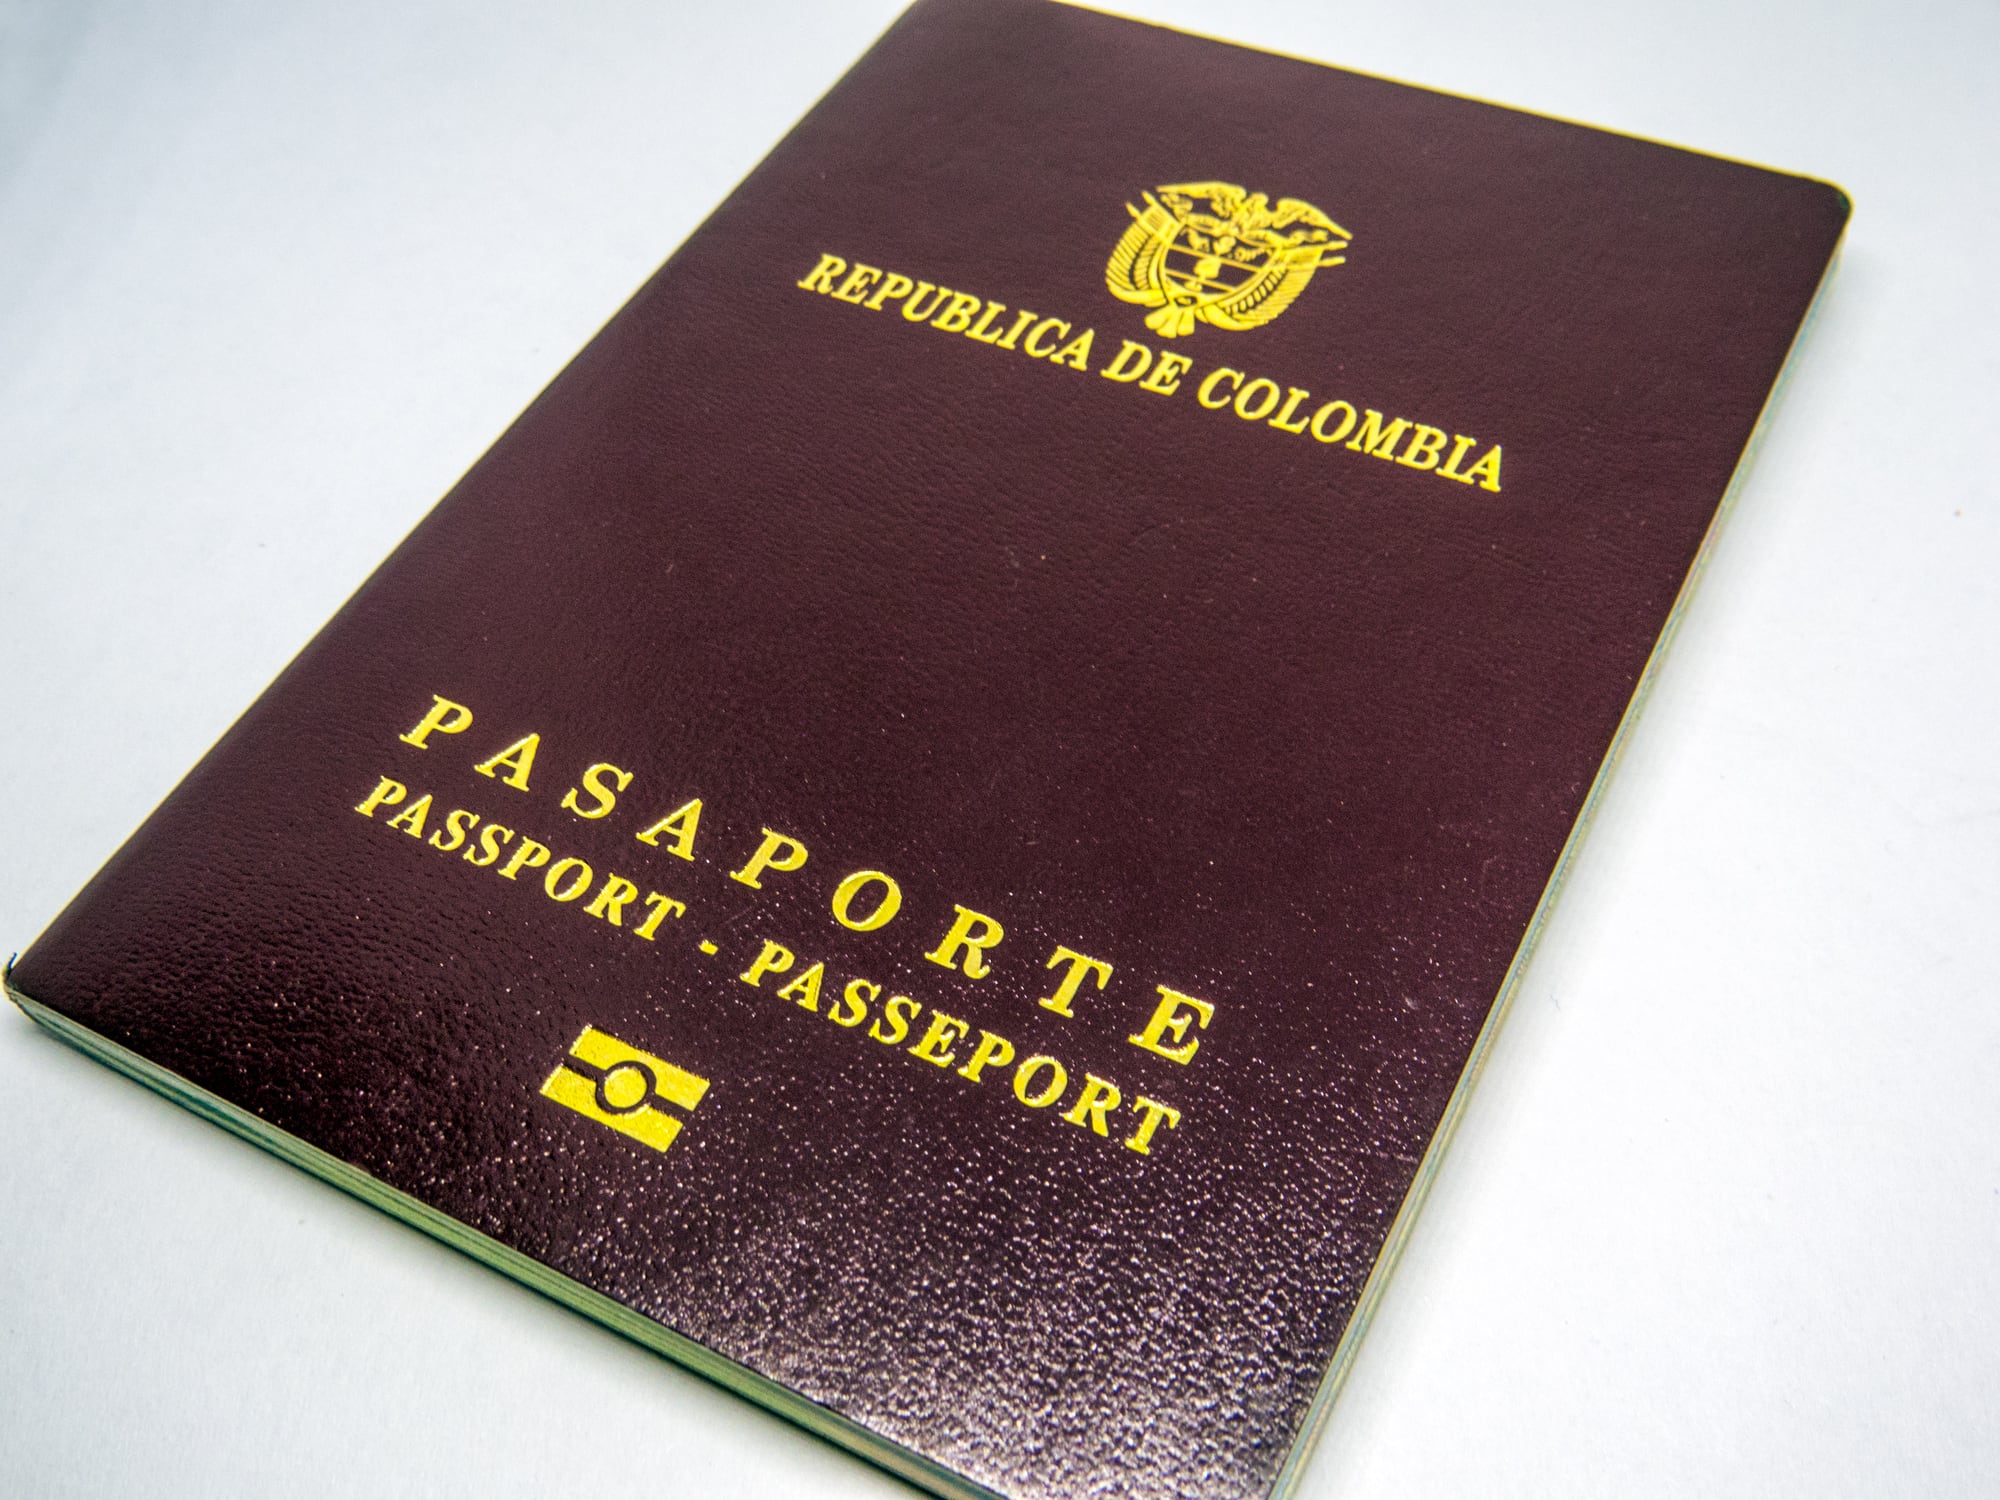 REPUBLICA DE COLOMBIA
PASAPORTE
PASSPORT - PASSEPORT